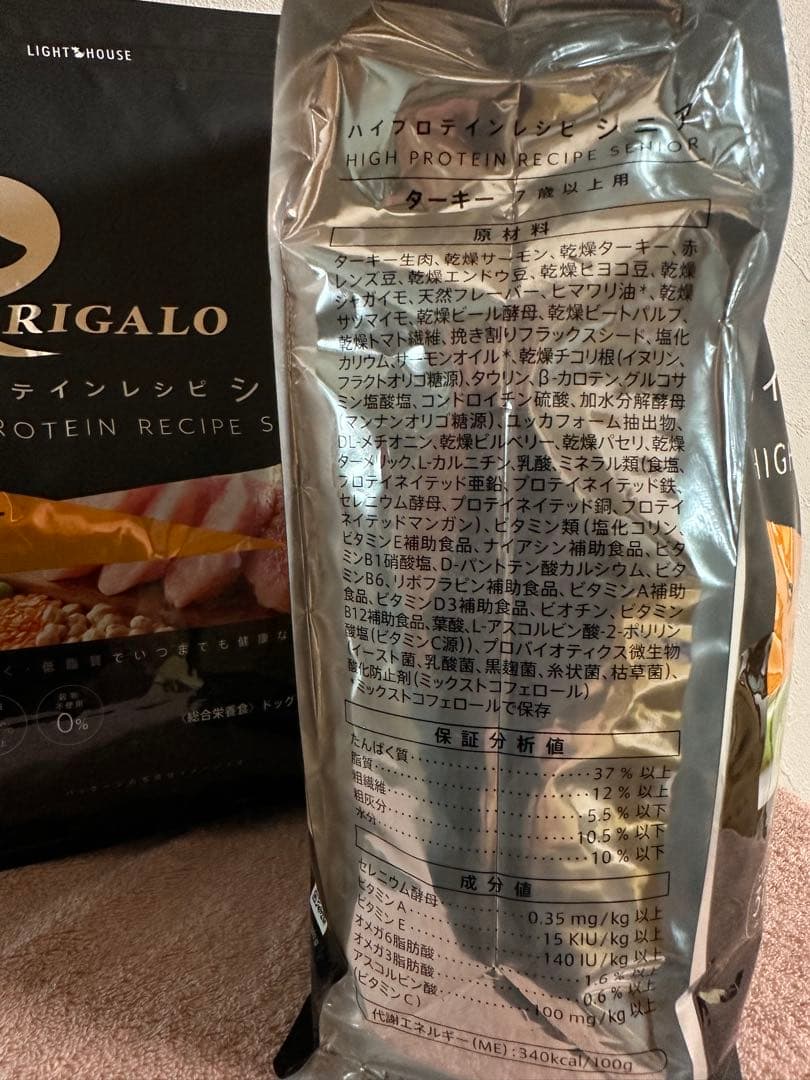 LIGHT HOUSE
RIGALO
テインレシピ シ
ROTEIN RECIPE S
低脂質でいつまでも健康な
穀物
不使用
0%
〈総合栄養食〉ドッグ
ハイプロテインレシピ シニア
HIGH PROTEIN RECIPE SENIOR
ターキー 7歳以上用
原材料
ターキー生肉、乾燥サーモン、乾燥ターキー、赤
レンズ豆、乾燥エンドウ豆、乾燥ヒヨコ豆、乾燥
ジャガイモ、天然フレーバー、ヒマワリ油*、乾燥
サツマイモ、乾燥ビール酵母、乾燥ビートパルプ、
乾燥トマト繊維、挽き割りフラックスシード、塩化
カリウム、サーモンオイル*、乾燥チコリ根(イヌリン、
フラクトオリゴ糖源)、タウリン、β-カロテン、グルコサ
ミン塩酸塩、コンドロイチン硫酸、加水分解酵母
(マンナンオリゴ糖源)、ユッカフォーム抽出物、
DL-メチオニン、乾燥ビルベリー、乾燥パセリ、乾燥
ターメリック、L-カルニチン、乳酸、ミネラル類(食塩、
プロテイネイテッド亜鉛、プロテイネイテッド鉄、
セレニウム酵母、プロテイネイテッド銅、プロテイ
ネイテッドマンガン)、ビタミン類(塩化コリン、
ビタミンE補助食品、ナイアシン補助食品、ビタ
ミンB1硝酸塩、D-パントテン酸カルシウム、ビタ
ミンB6、リボフラビン補助食品、ビタミンA補助
食品、ビタミンD3補助食品、ビオチン、ビタミン
B12補助食品、葉酸、L-アスコルビン酸-2-ポリリン
酸塩(ビタミンC源))、プロバイオティクス微生物
(イースト菌、乳酸菌、黒麹菌、糸状菌、枯草菌)、
酸化防止剤(ミックストコフェロール)
*ミックストコフェロールで保存
保証分析値
たんぱく質 37%以上
脂質 12%以上
粗繊維 5.5%以下
粗灰分 10.5%以下
水分 10%以下
成分値
セレニウム酵母 0.35 mg/kg 以上
ビタミンA 15 KIU/kg 以上
ビタミンE 140 IU/kg 以上
オメガ6脂肪酸 1.6%以上
オメガ3脂肪酸 0.6%以上
アスコルビン酸 100 mg/kg 以上
(ビタミンC)
代謝エネルギー(ME):340kcal/100g
イ
HIG